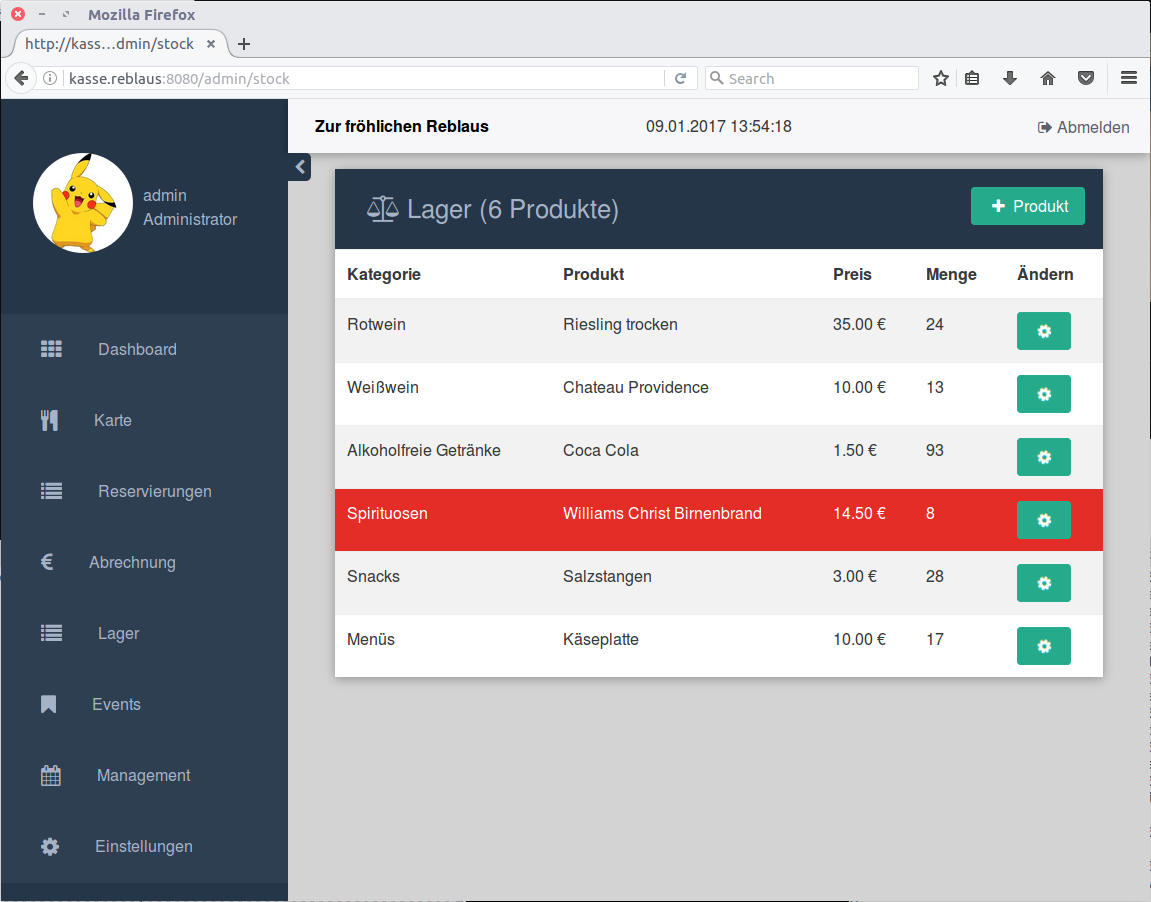 Mozilla Firefox
http://kass...dmin/stock
kasse.reblaus:8080/admin/stock
Search
Zur fröhlichen Reblaus
09.01.2017 13:54:18
Abmelden
admin
Administrator
Dashboard
Karte
Reservierungen
Abrechnung
Lager
Events
Management
Einstellungen
Lager (6 Produkte)
Produkt
Kategorie Produkt Preis Menge Ändern
Rotwein Riesling trocken 35.00 € 24
Weißwein Chateau Providence 10.00 € 13
Alkoholfreie Getränke Coca Cola 1.50 € 93
Spirituosen Williams Christ Birnenbrand 14.50 € 8
Snacks Salzstangen 3.00 € 28
Menüs Käseplatte 10.00 € 17